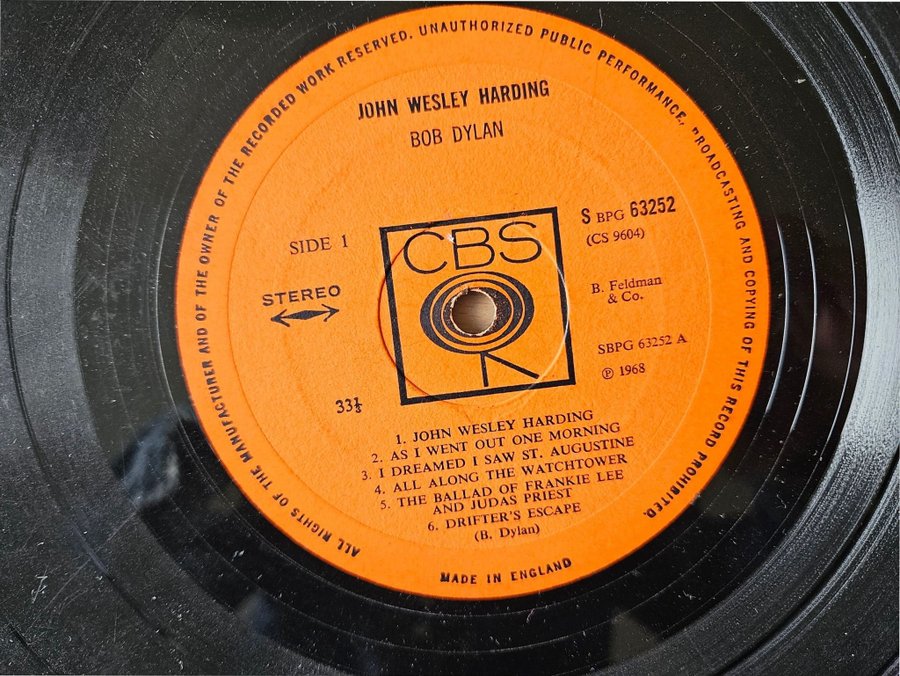 ALL RIGHTS OF THE MANUFACTURER AND OF THE OWNER OF THE RECORDED WORK RESERVED. UNAUTHORIZED PUBLIC PERFORMANCE, BROADCASTING AND COPYING OF THIS RECORD PROHIBITED.
JOHN WESLEY HARDING
BOB DYLAN
SIDE 1
S BPG 63252
(CS 9604)
CBS
STEREO
B. Feldman
& Co.
SBPG 63252 A
℗ 1968
33⅓
1. JOHN WESLEY HARDING
2. AS I WENT OUT ONE MORNING
3. I DREAMED I SAW ST. AUGUSTINE
4. ALL ALONG THE WATCHTOWER
5. THE BALLAD OF FRANKIE LEE
AND JUDAS PRIEST
6. DRIFTER'S ESCAPE
(B. Dylan)
MADE IN ENGLAND